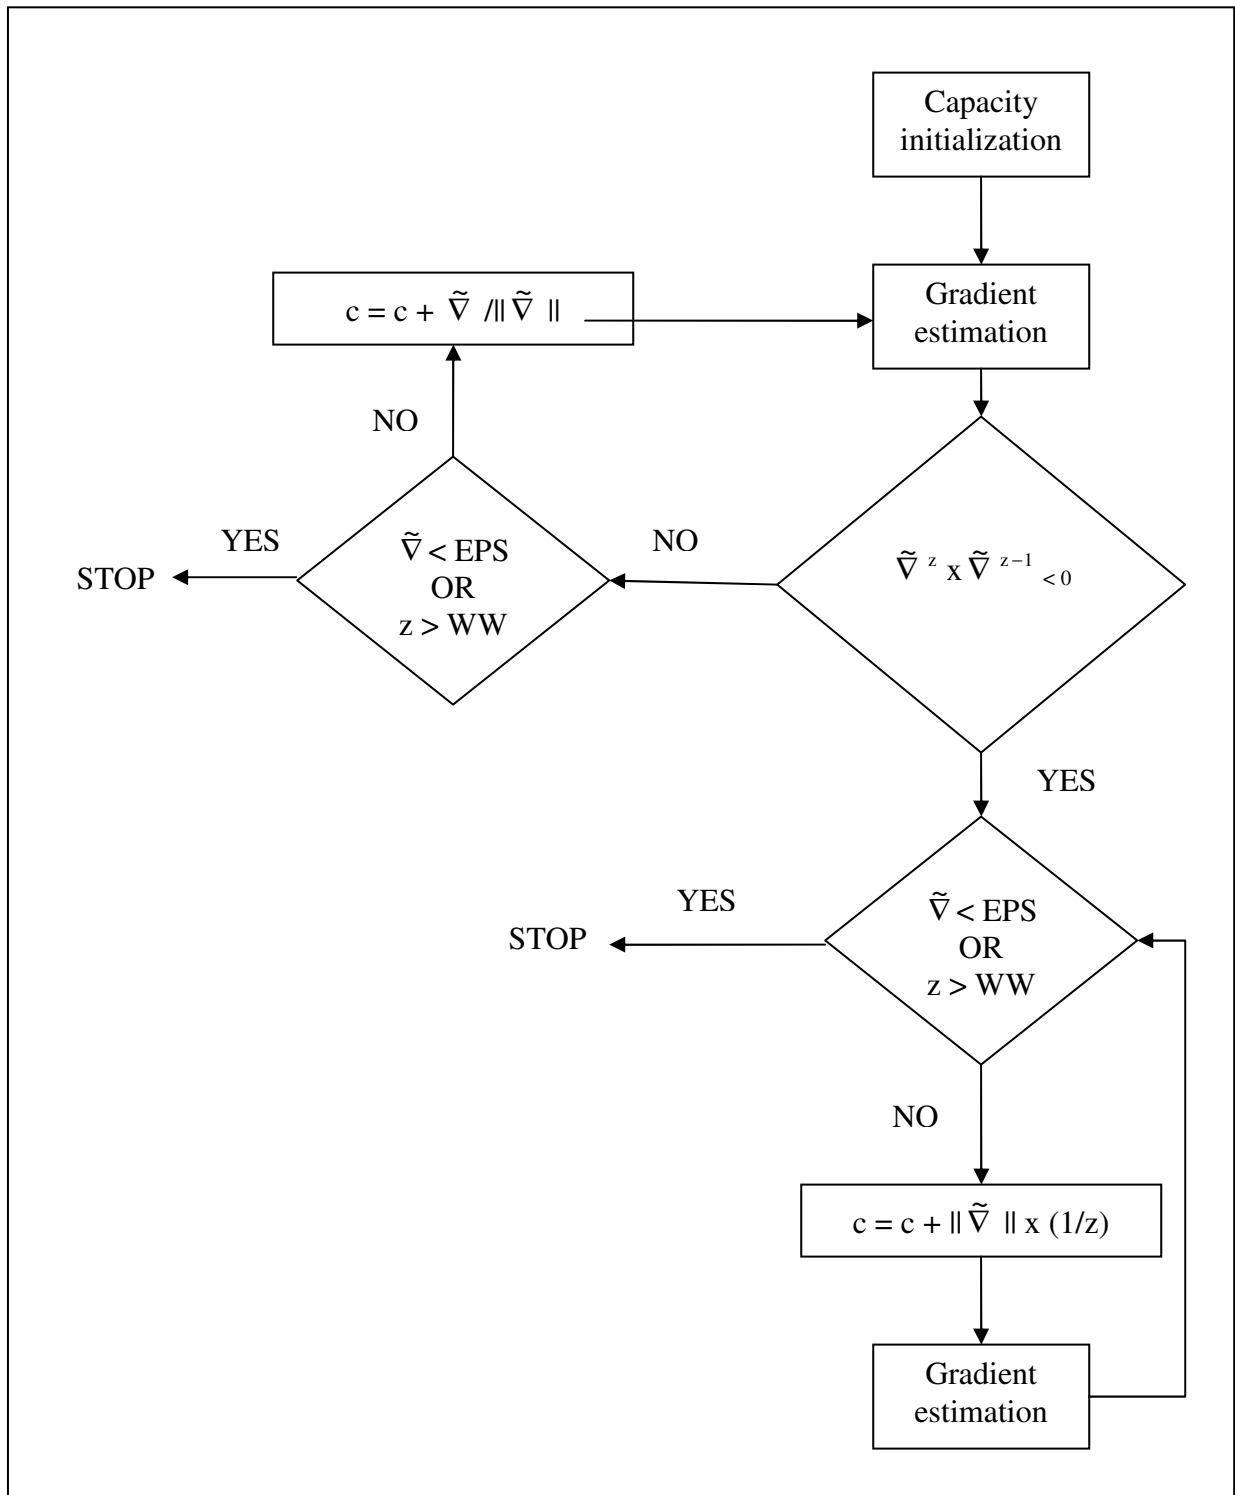 Capacity
initialization
c = c + ∇̃ /|| ∇̃ ||
Gradient
estimation
NO
∇̃ ᶻ x ∇̃ ᶻ⁻¹ < 0
YES
NO
∇̃ < EPS
OR
z > WW
STOP
YES
YES
∇̃ < EPS
OR
z > WW
STOP
NO
c = c + || ∇̃ || x (1/z)
Gradient
estimation